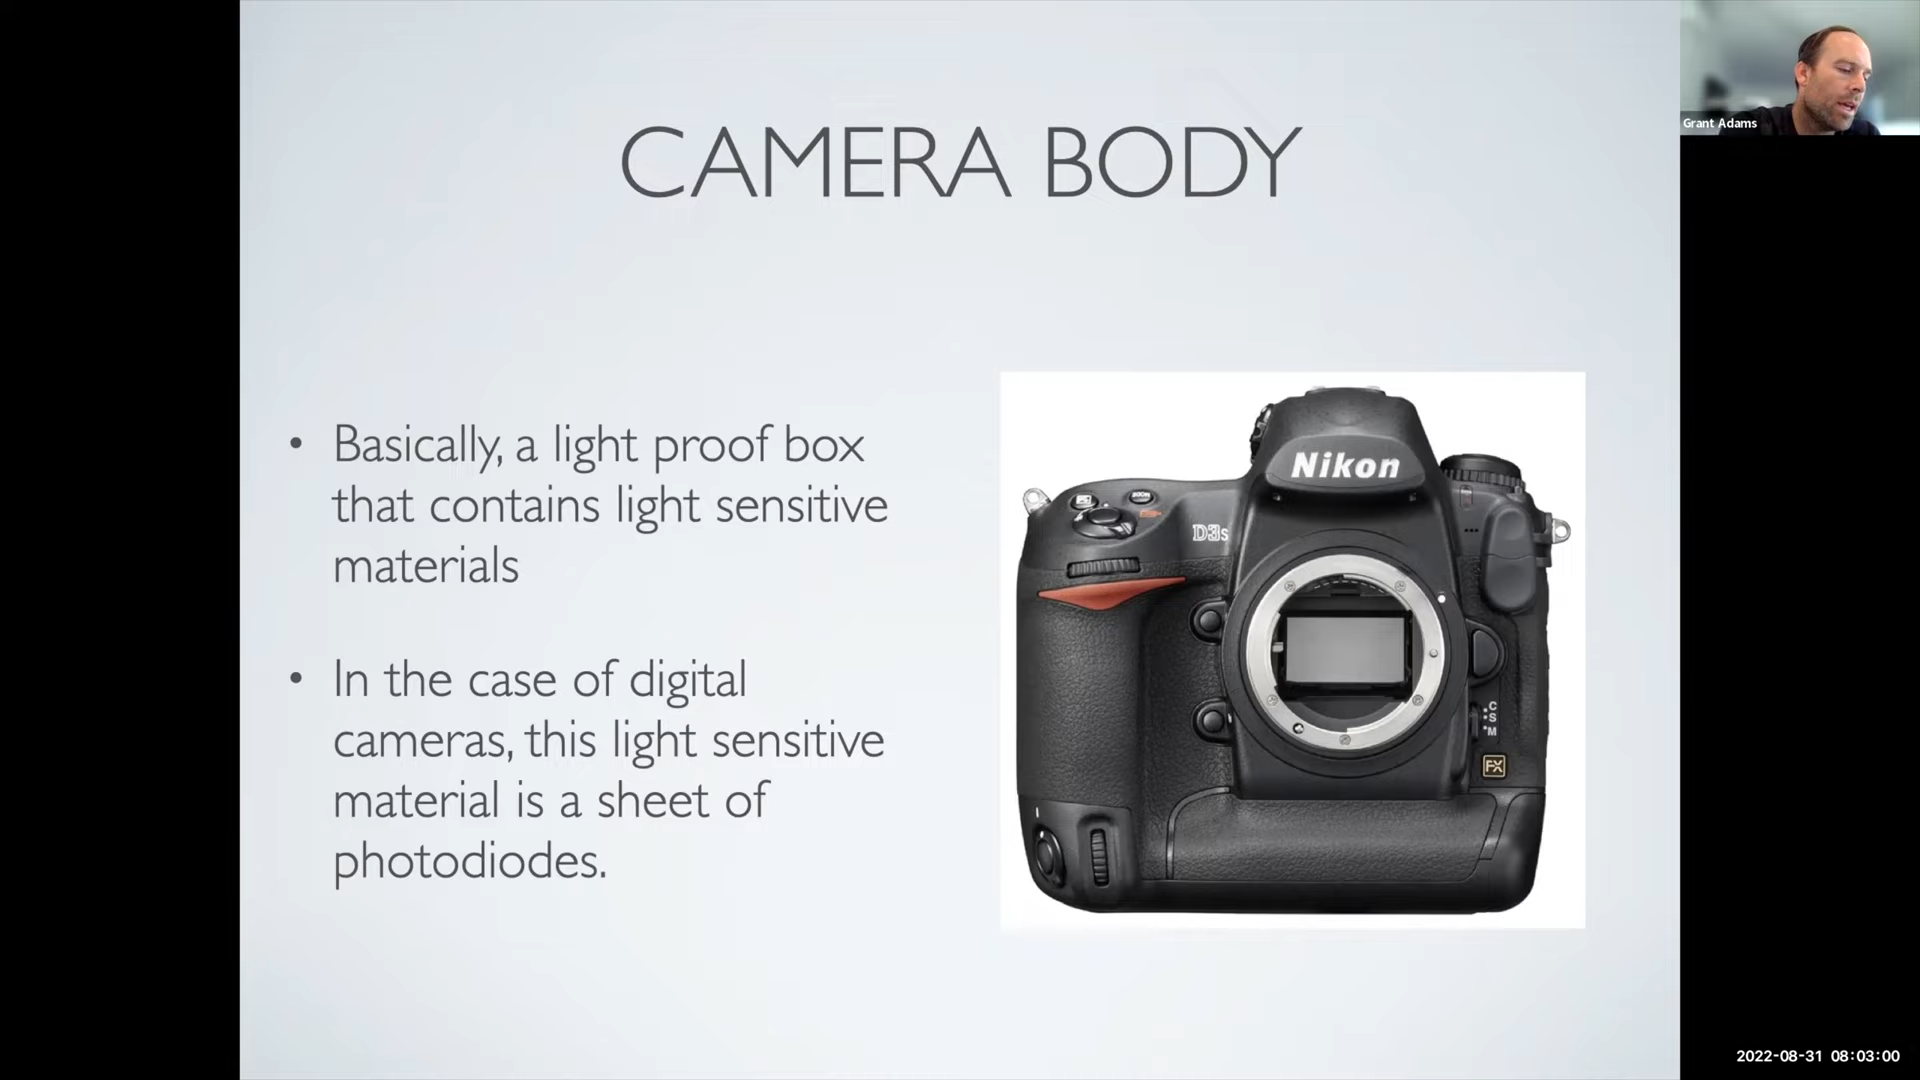 CAMERA BODY
Grant Adams
• Basically, a light proof box
that contains light sensitive
materials
• In the case of digital
cameras, this light sensitive
material is a sheet of
photodiodes.
Nikon
D3s
C
S
M
FX
2022-08-31 08:03:00